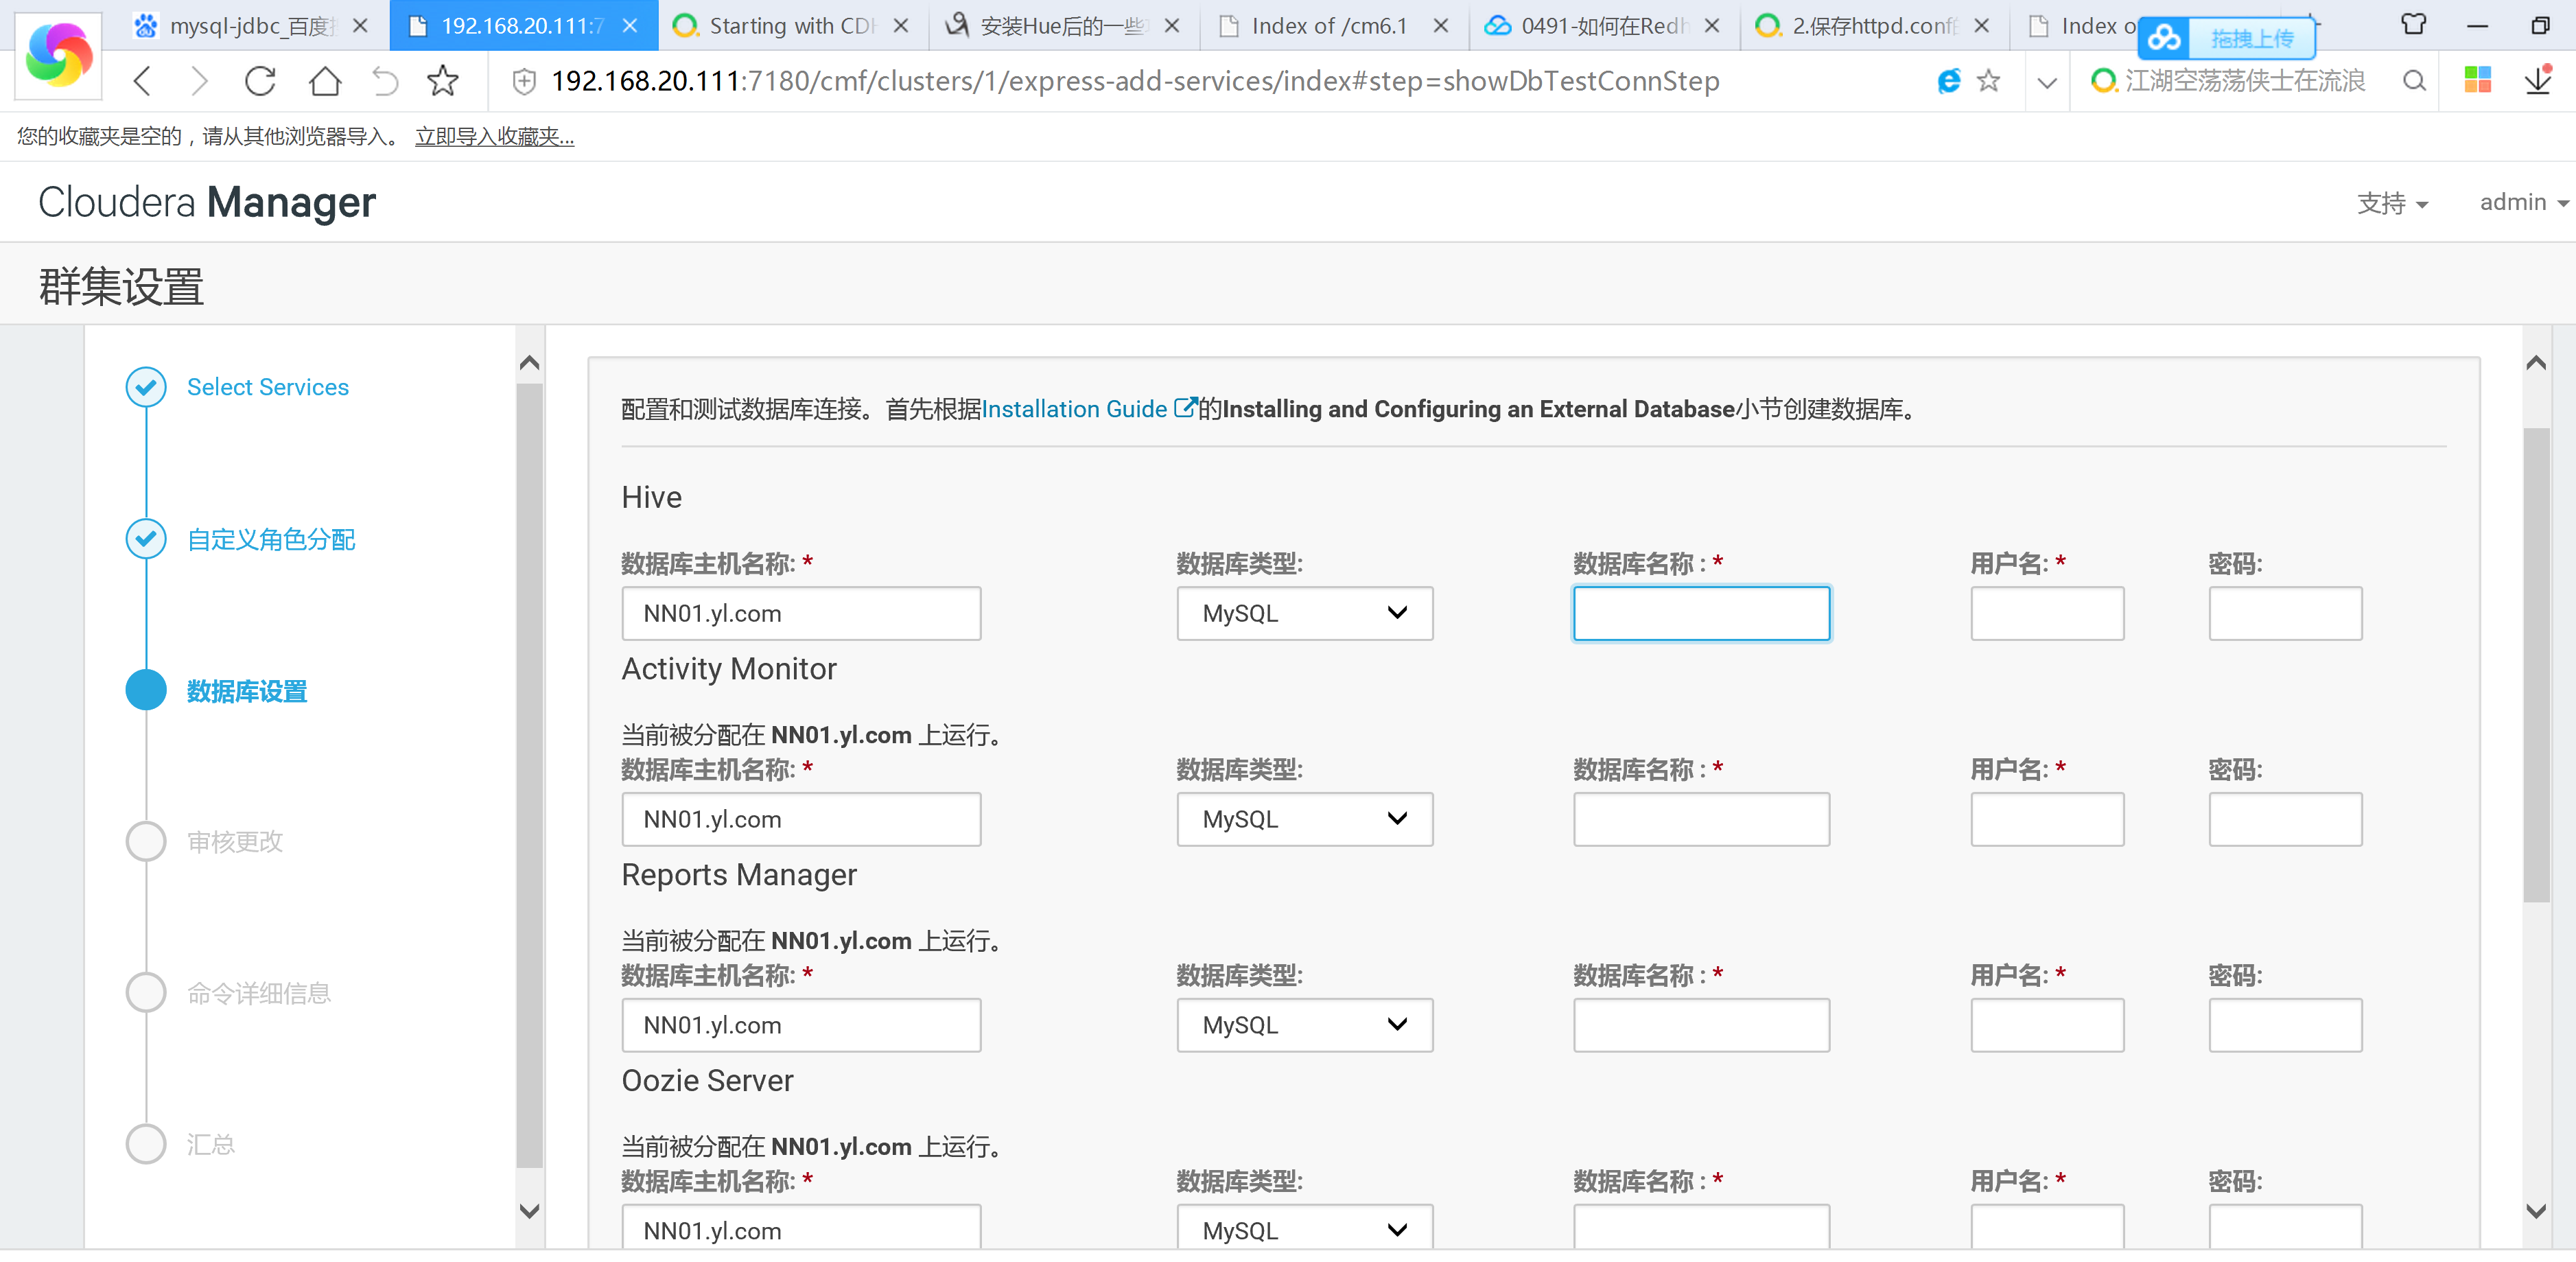 mysql-jdbc_百度
192.168.20.111:7
Starting with CDH
安装Hue后的一些
Index of /cm6.1
0491-如何在Redh
2.保存httpd.conf
Index o
拖拽上传
192.168.20.111:7180/cmf/clusters/1/express-add-services/index#step=showDbTestConnStep
江湖空荡荡侠士在流浪
您的收藏夹是空的，请从其他浏览器导入。 立即导入收藏夹...
Cloudera Manager
支持
admin
群集设置
Select Services
自定义角色分配
数据库设置
审核更改
命令详细信息
汇总
配置和测试数据库连接。首先根据Installation Guide 的Installing and Configuring an External Database小节创建数据库。
Hive
数据库主机名称: * 数据库类型: 数据库名称 : * 用户名: * 密码:
NN01.yl.com MySQL
Activity Monitor
当前被分配在 NN01.yl.com 上运行。
数据库主机名称: * 数据库类型: 数据库名称 : * 用户名: * 密码:
NN01.yl.com MySQL
Reports Manager
当前被分配在 NN01.yl.com 上运行。
数据库主机名称: * 数据库类型: 数据库名称 : * 用户名: * 密码:
NN01.yl.com MySQL
Oozie Server
当前被分配在 NN01.yl.com 上运行。
数据库主机名称: * 数据库类型: 数据库名称 : * 用户名: * 密码:
NN01.yl.com MySQL